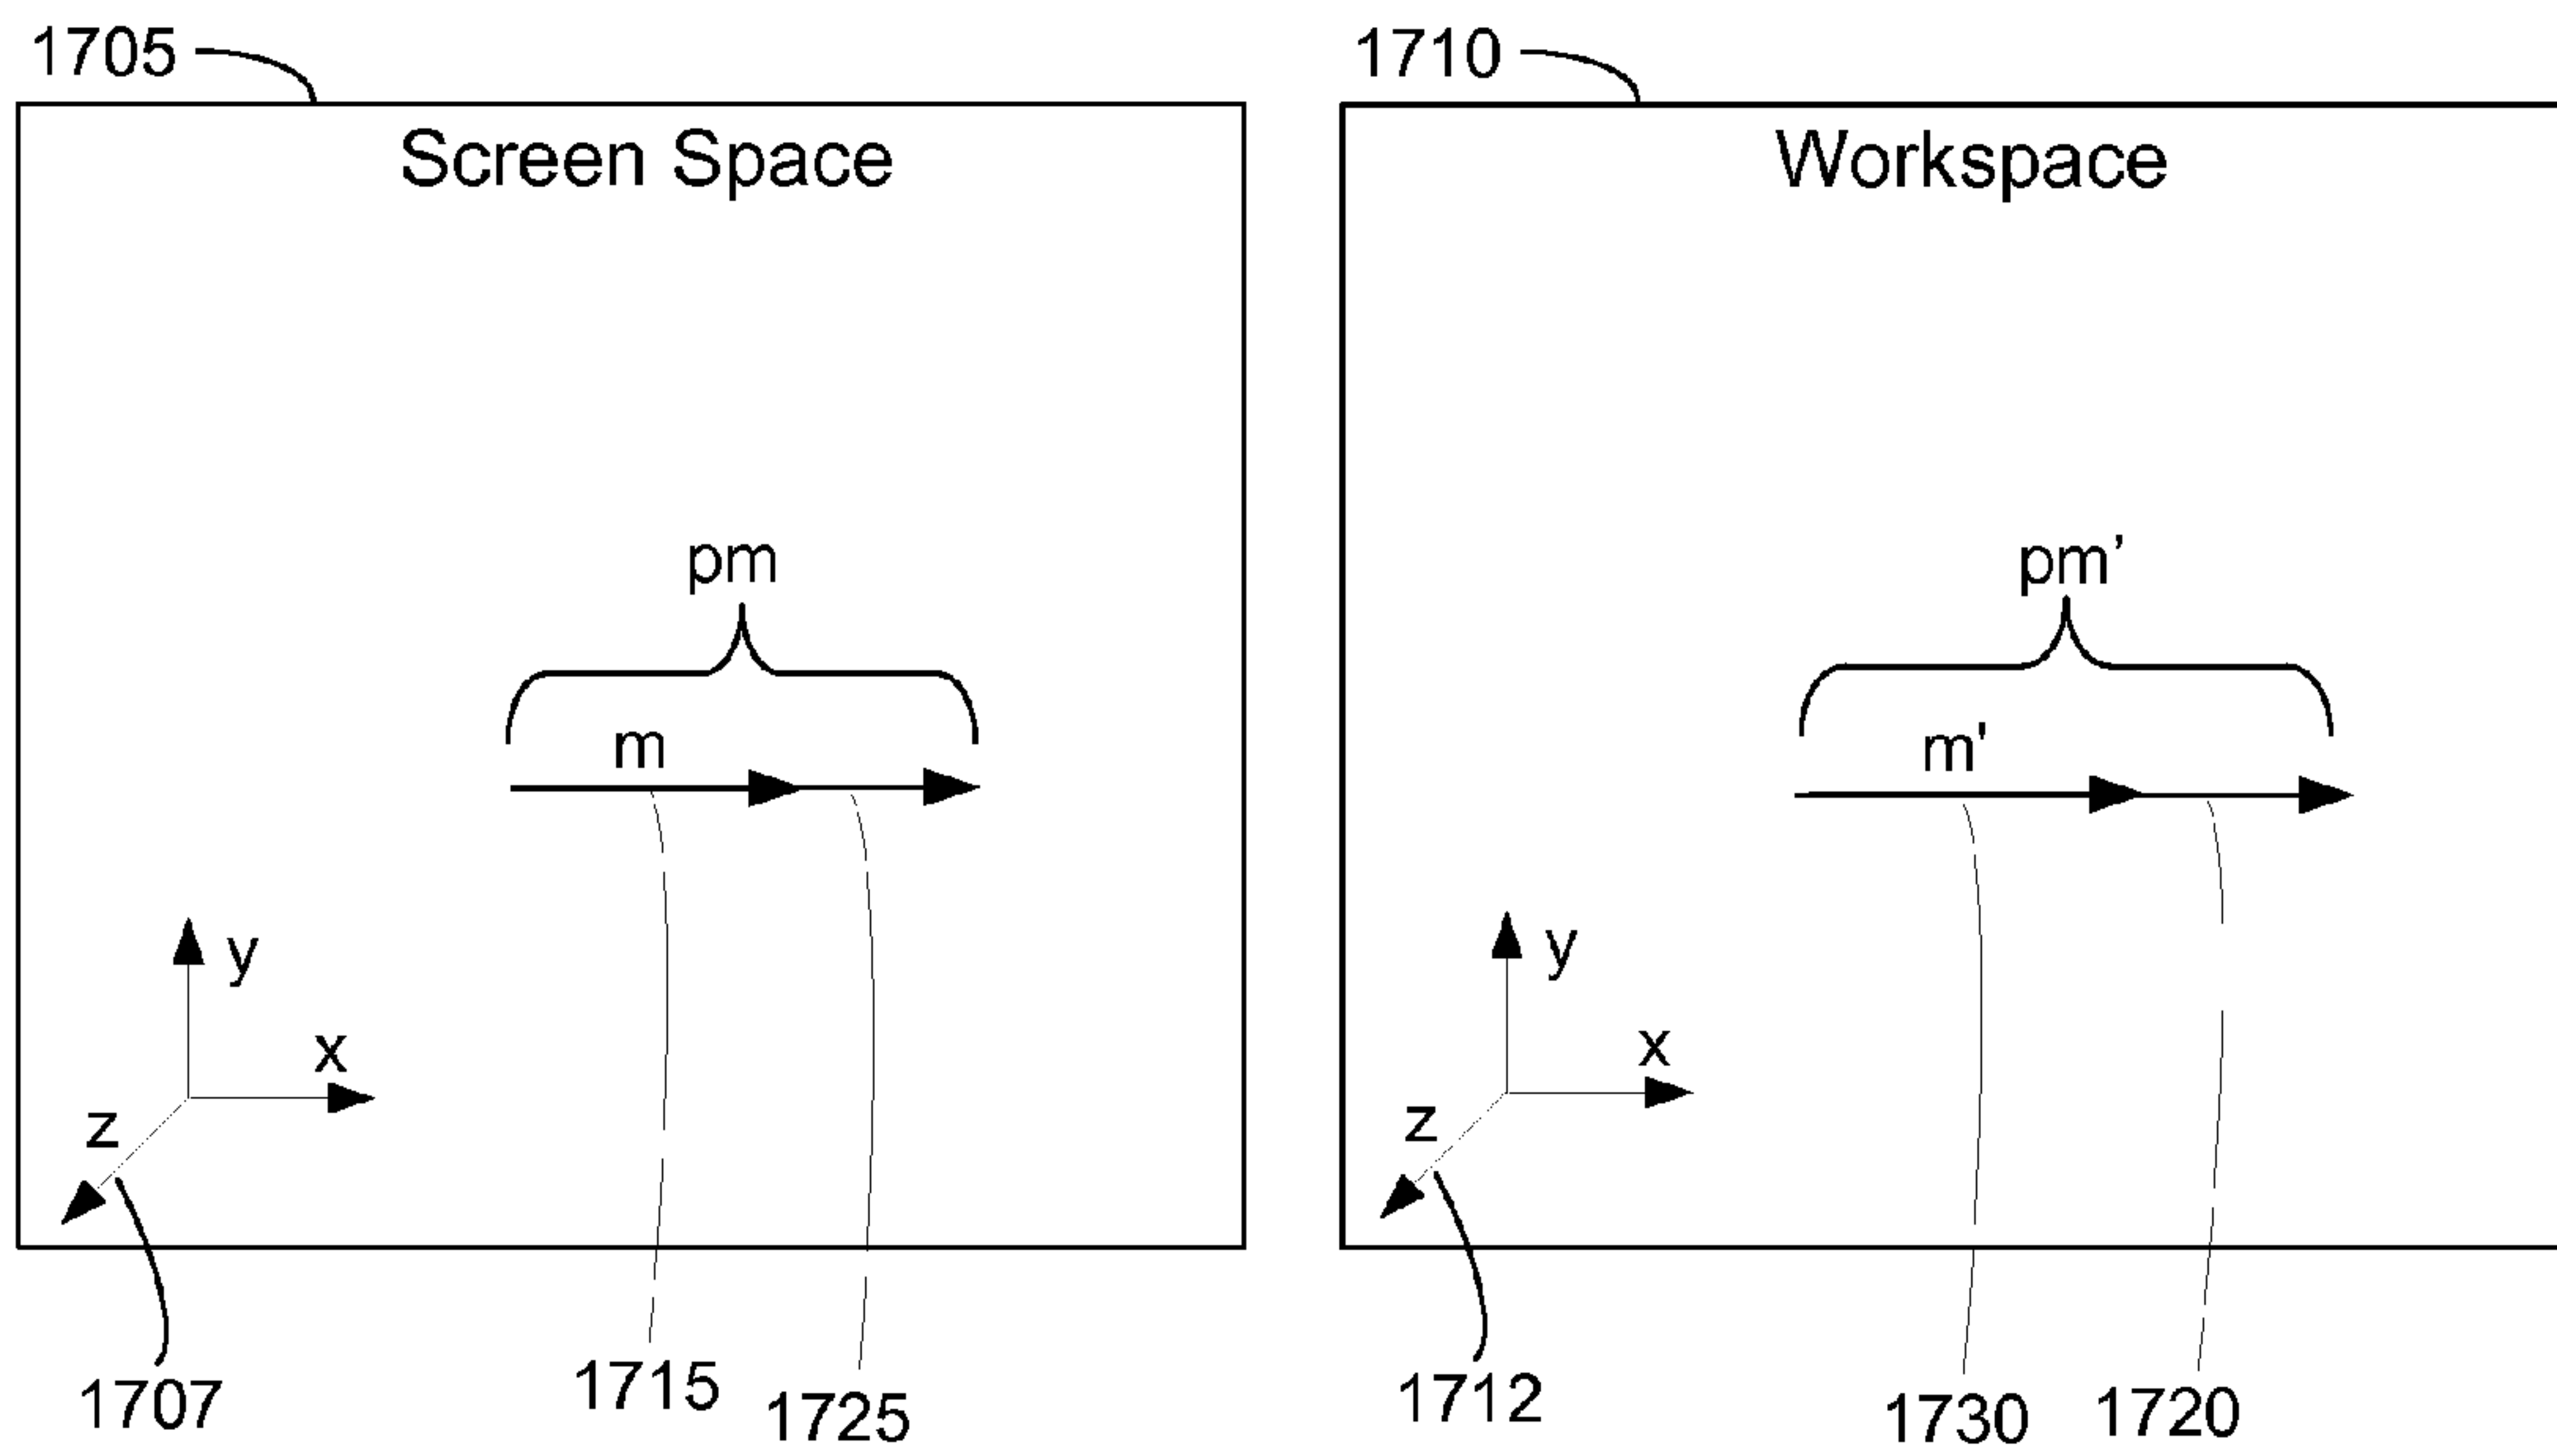 1705
1710
Screen Space
Workspace
pm
pm’
m
m'
y
x
z
y
x
z
1707
1715
1725
1712
1730
1720